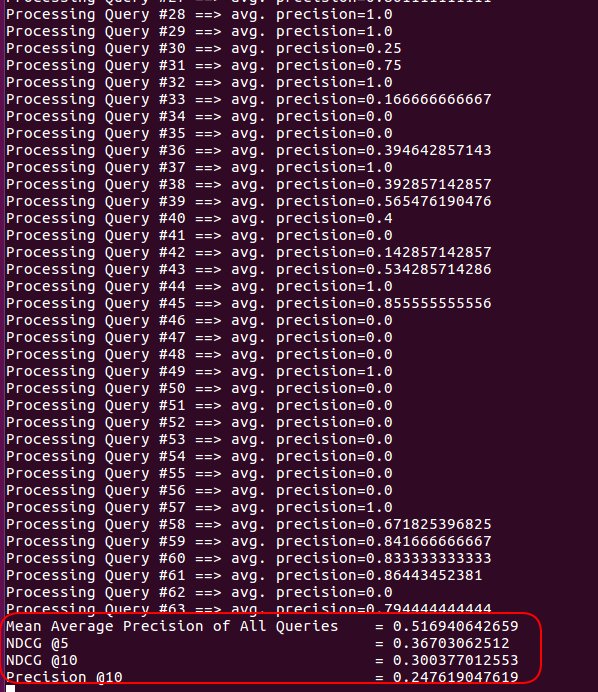 Processing Query #27 ==> avg. precision=0.861111111111
Processing Query #28 ==> avg. precision=1.0
Processing Query #29 ==> avg. precision=1.0
Processing Query #30 ==> avg. precision=0.25
Processing Query #31 ==> avg. precision=0.75
Processing Query #32 ==> avg. precision=1.0
Processing Query #33 ==> avg. precision=0.166666666667
Processing Query #34 ==> avg. precision=0.0
Processing Query #35 ==> avg. precision=0.0
Processing Query #36 ==> avg. precision=0.394642857143
Processing Query #37 ==> avg. precision=1.0
Processing Query #38 ==> avg. precision=0.392857142857
Processing Query #39 ==> avg. precision=0.565476190476
Processing Query #40 ==> avg. precision=0.4
Processing Query #41 ==> avg. precision=0.0
Processing Query #42 ==> avg. precision=0.142857142857
Processing Query #43 ==> avg. precision=0.534285714286
Processing Query #44 ==> avg. precision=1.0
Processing Query #45 ==> avg. precision=0.855555555556
Processing Query #46 ==> avg. precision=0.0
Processing Query #47 ==> avg. precision=0.0
Processing Query #48 ==> avg. precision=0.0
Processing Query #49 ==> avg. precision=1.0
Processing Query #50 ==> avg. precision=0.0
Processing Query #51 ==> avg. precision=0.0
Processing Query #52 ==> avg. precision=0.0
Processing Query #53 ==> avg. precision=0.0
Processing Query #54 ==> avg. precision=0.0
Processing Query #55 ==> avg. precision=0.0
Processing Query #56 ==> avg. precision=0.0
Processing Query #57 ==> avg. precision=1.0
Processing Query #58 ==> avg. precision=0.671825396825
Processing Query #59 ==> avg. precision=0.841666666667
Processing Query #60 ==> avg. precision=0.833333333333
Processing Query #61 ==> avg. precision=0.86443452381
Processing Query #62 ==> avg. precision=0.0
Processing Query #63 ==> avg. precision=0.794444444444
Mean Average Precision of All Queries = 0.516940642659
NDCG @5 = 0.36703062512
NDCG @10 = 0.300377012553
Precision @10 = 0.247619047619